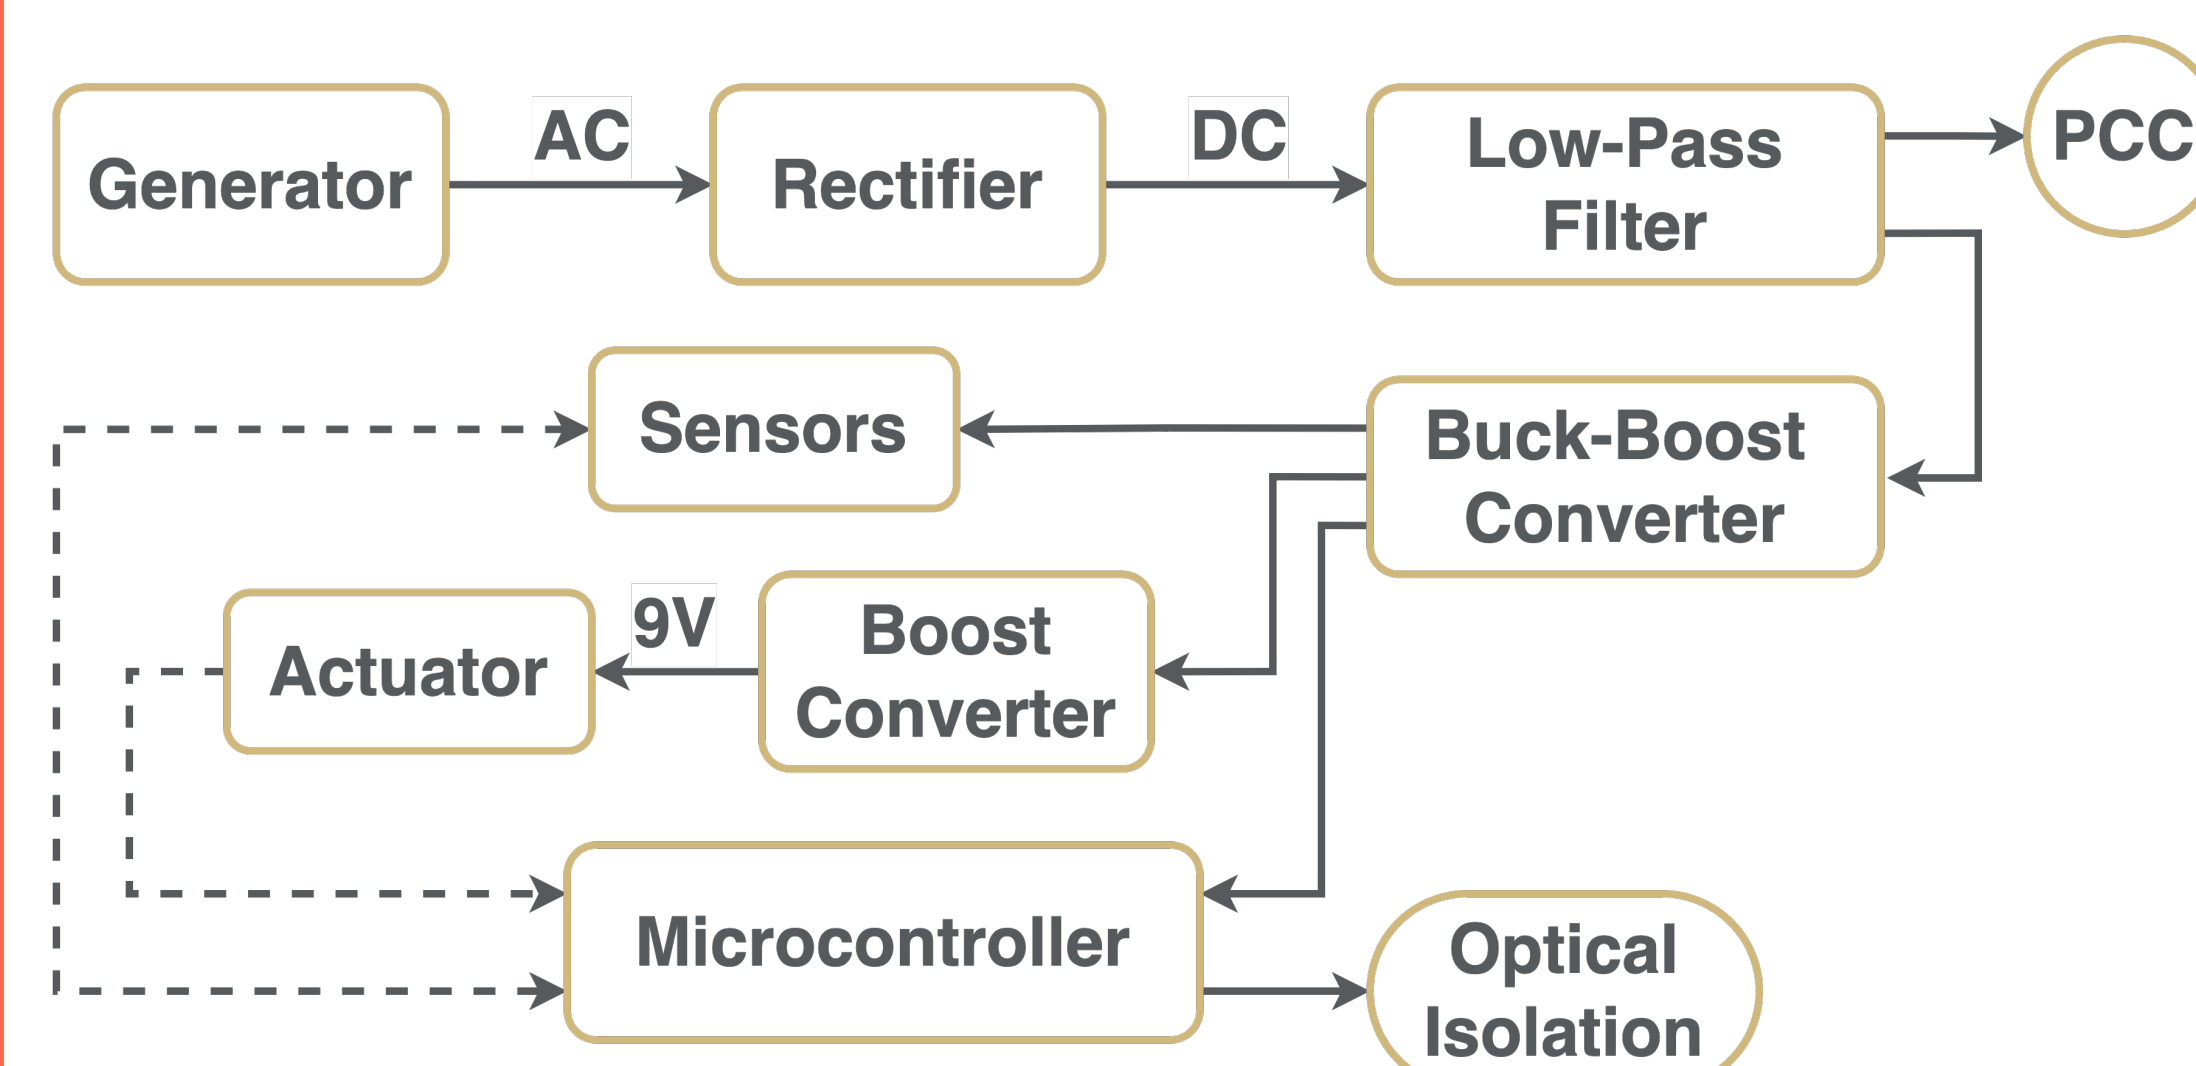 Generator
AC
Rectifier
DC
Low-Pass
Filter
PCC
Sensors
Buck-Boost
Converter
Actuator
9V
Boost
Converter
Microcontroller
Optical
Isolation